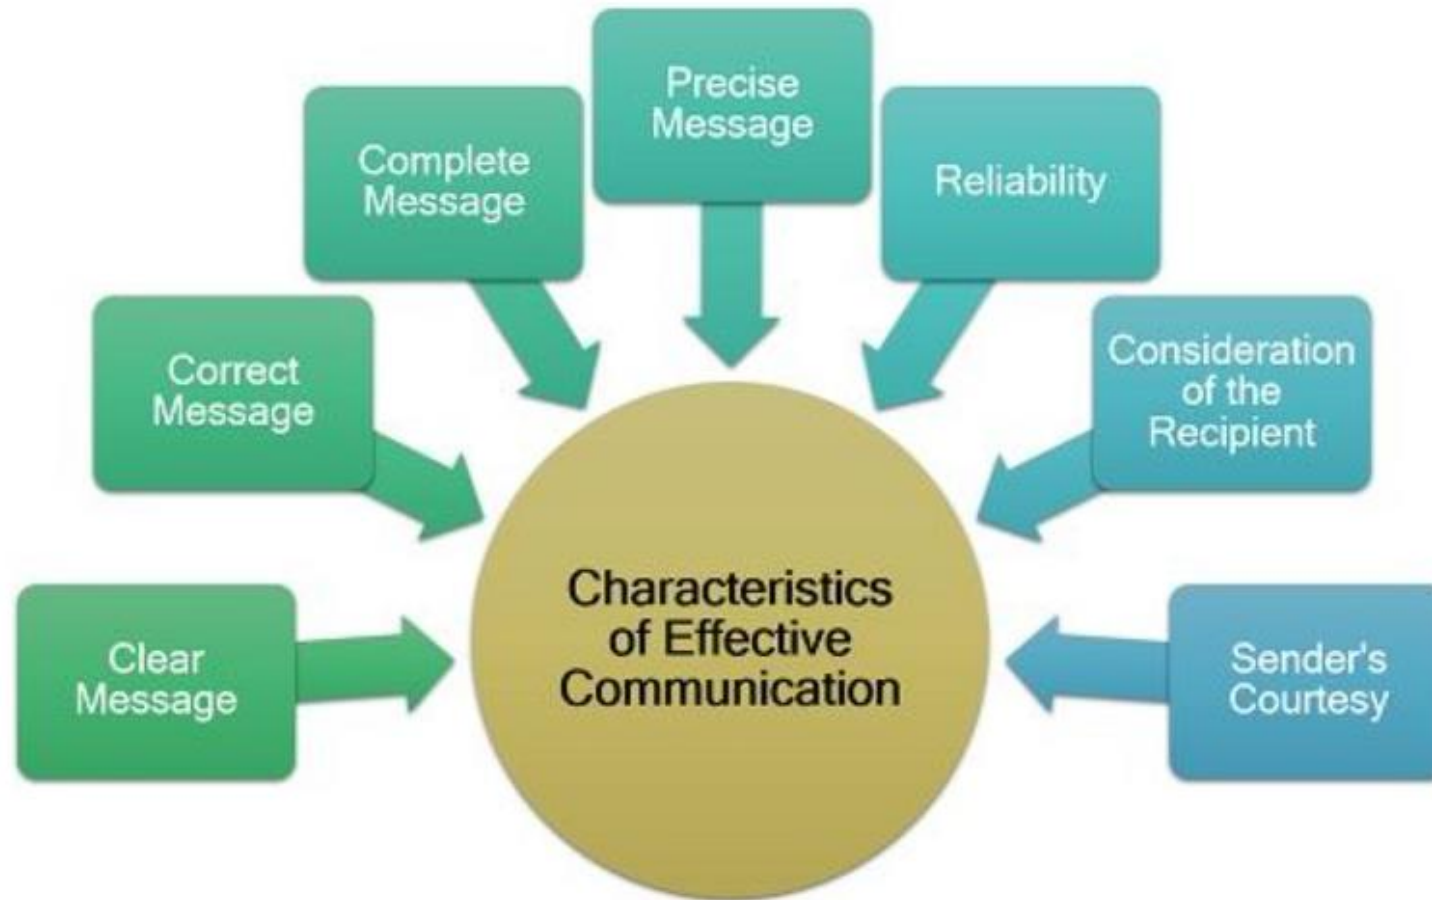 Precise
Message
Complete
Message
Reliability
Correct
Message
Consideration
of the
Recipient
Clear
Message
Characteristics
of Effective
Communication
Sender's
Courtesy